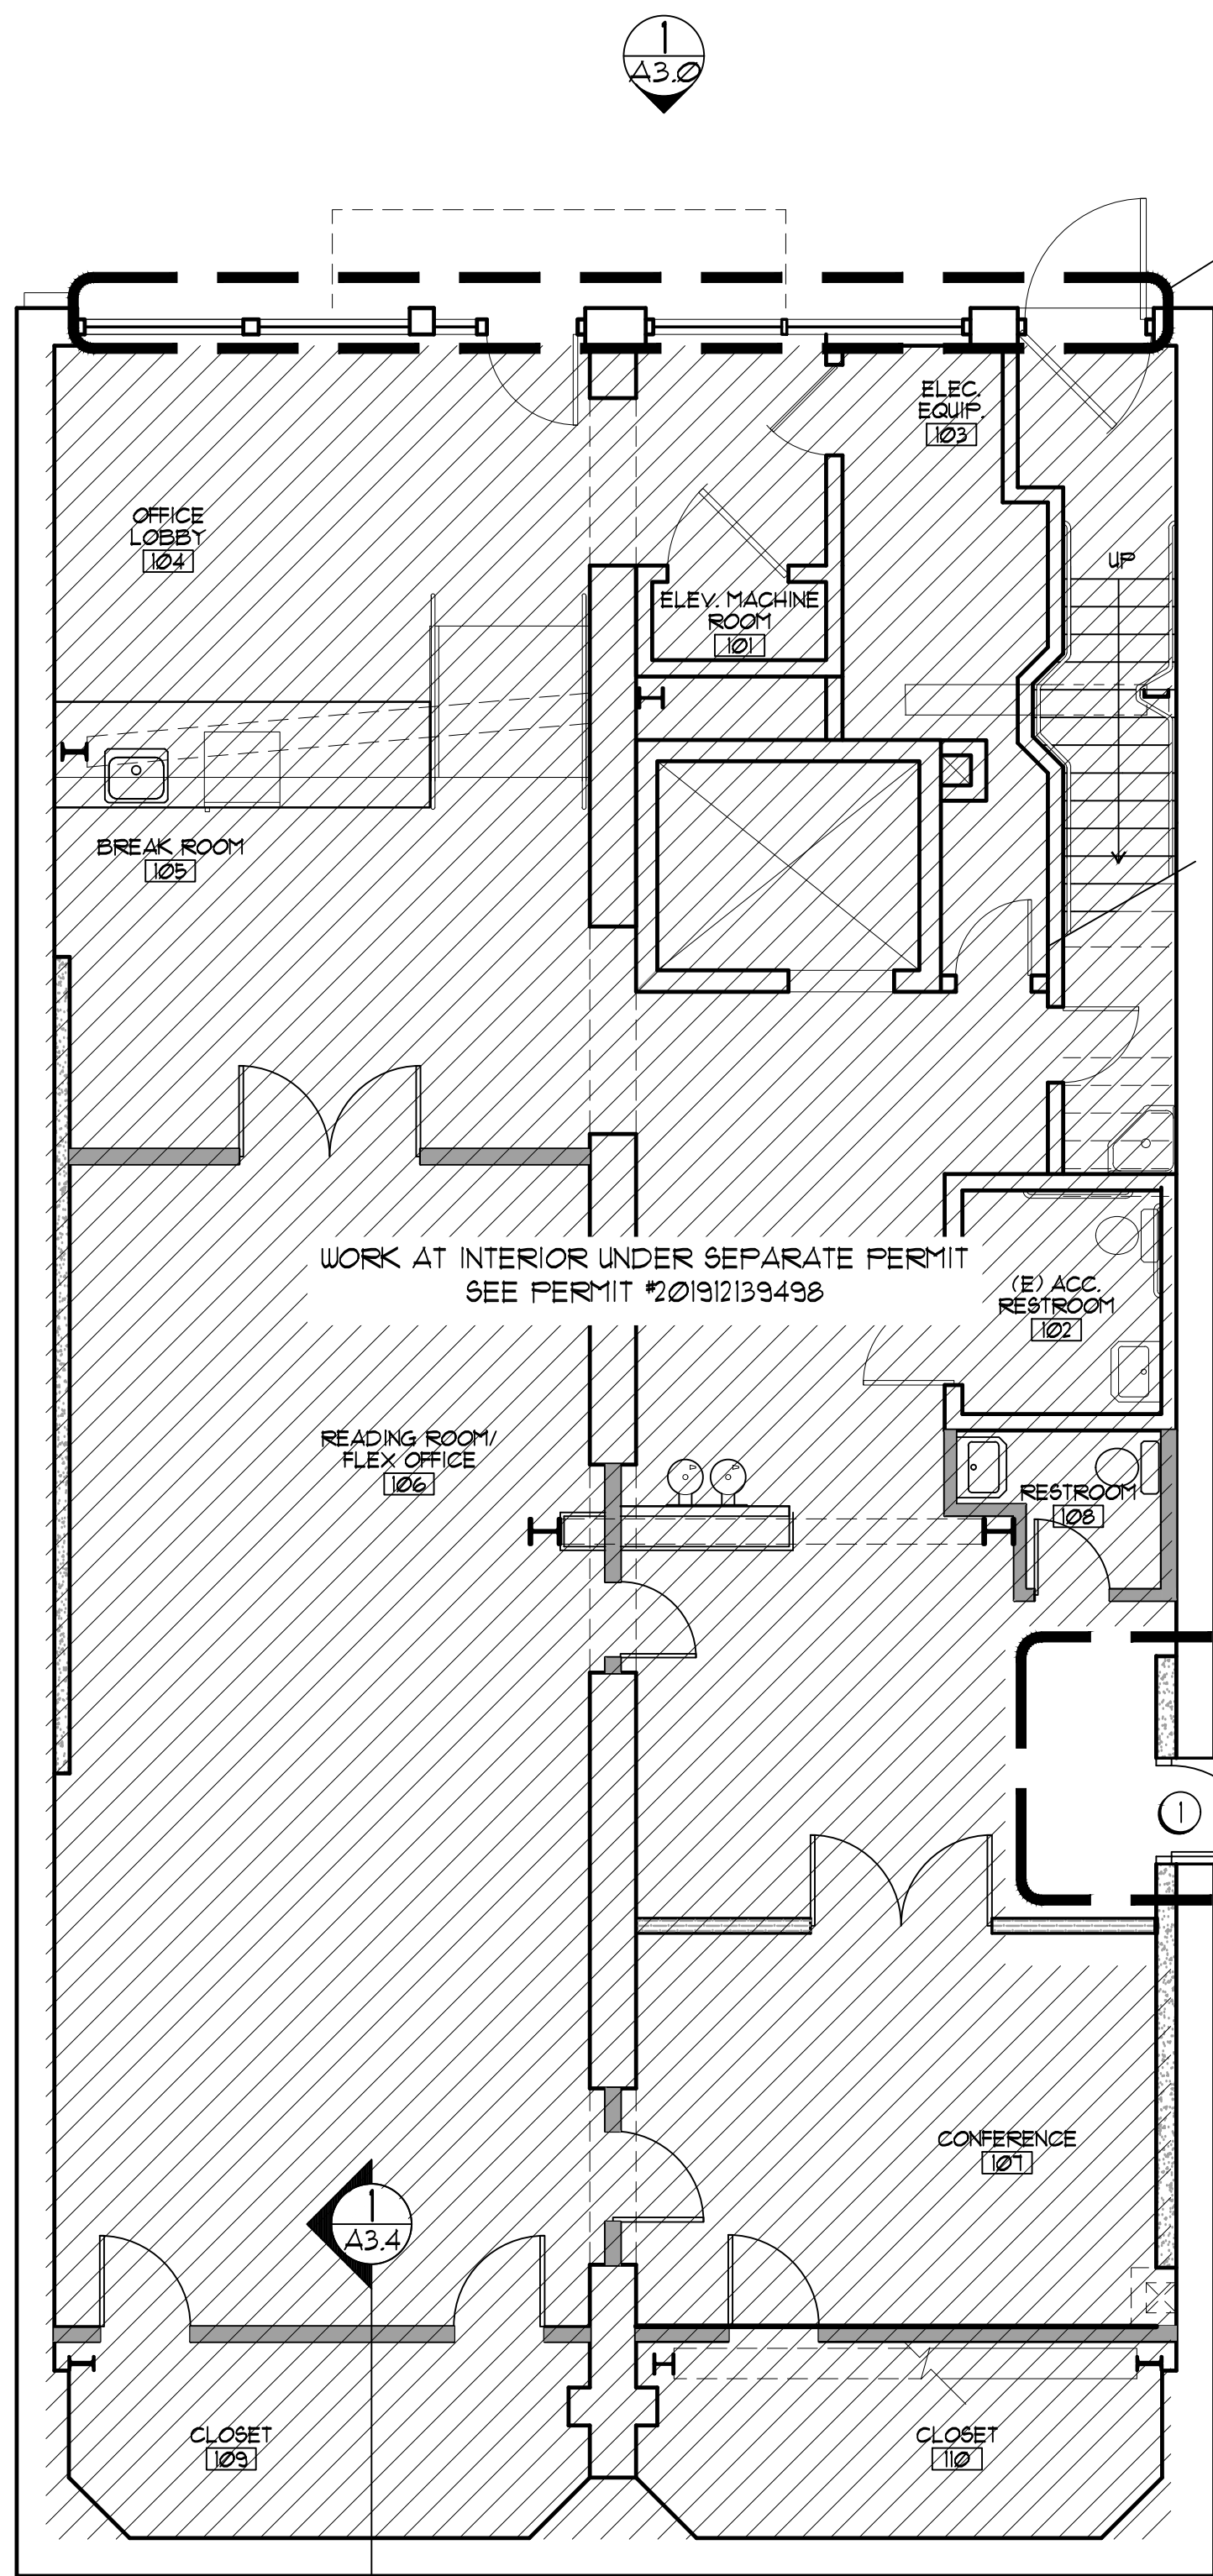 1
A3.0
ELEC.
EQUIP.
103
OFFICE
LOBBY
104
UP
ELEV. MACHINE
ROOM
101
BREAK ROOM
105
WORK AT INTERIOR UNDER SEPARATE PERMIT
SEE PERMIT #201912139498
(E) ACC.
RESTROOM
102
READING ROOM/
FLEX OFFICE
106
RESTROOM
108
1
CONFERENCE
107
1
A3.4
CLOSET
109
CLOSET
110